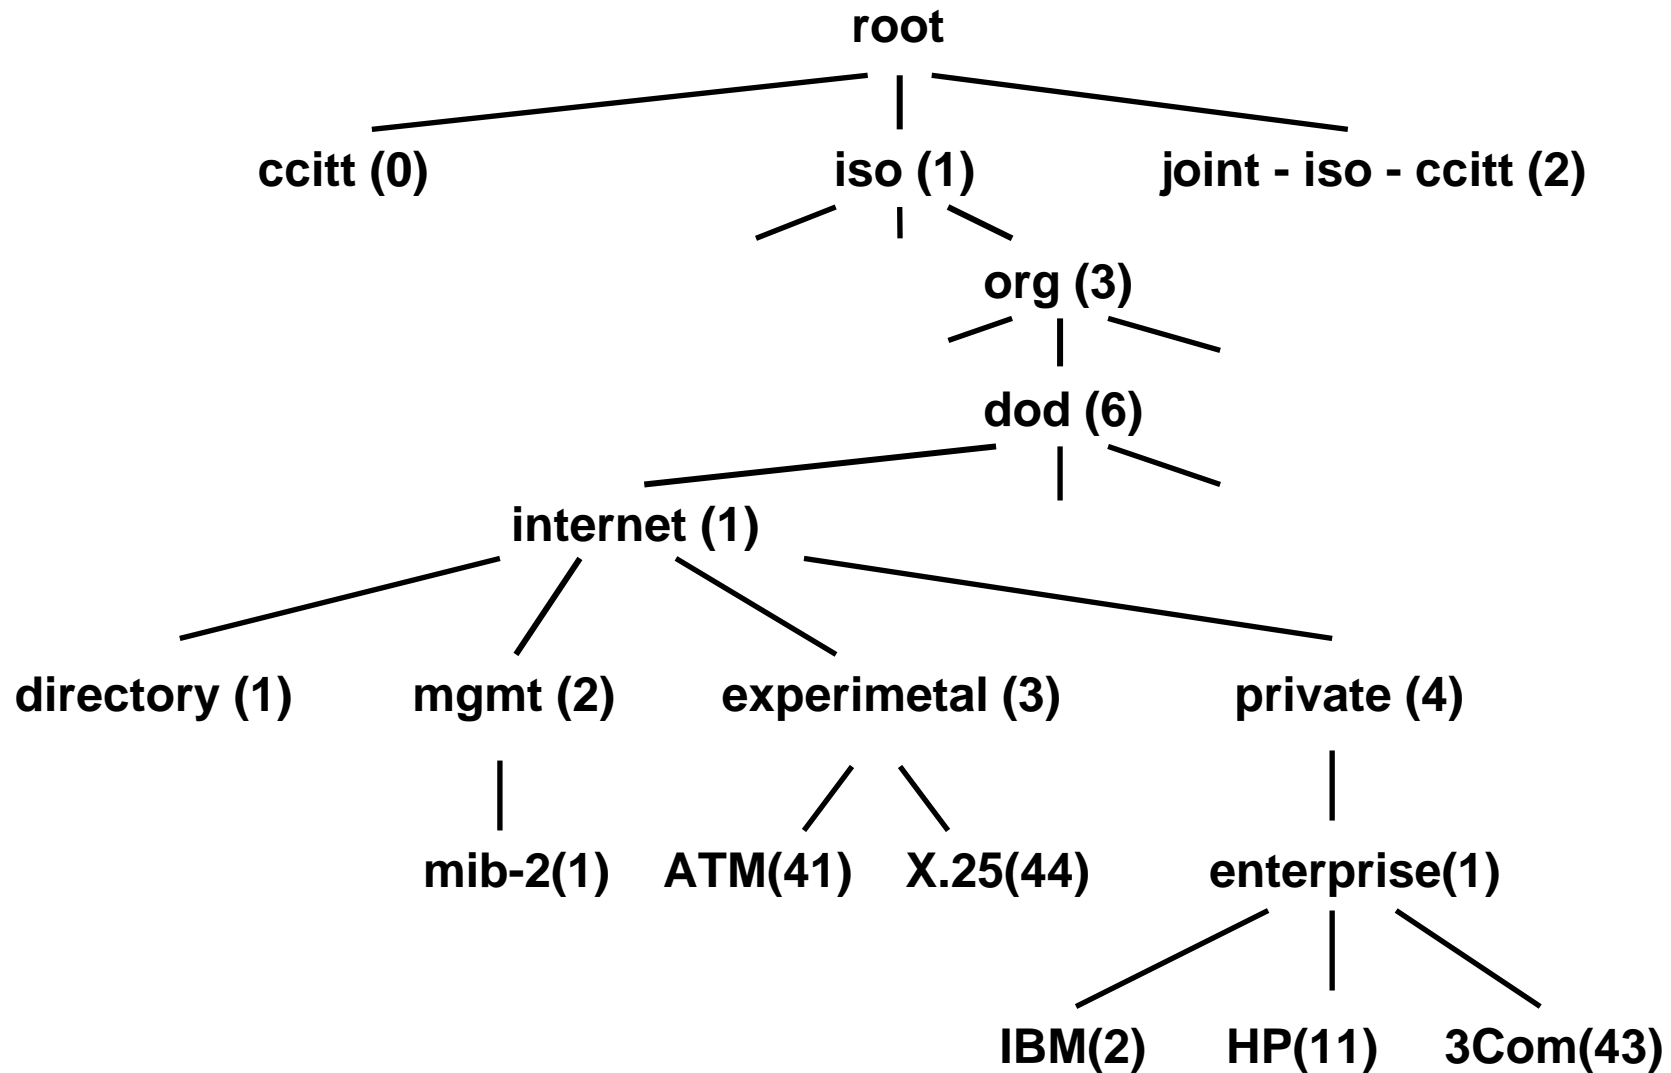 root
ccitt (0) iso (1) joint - iso - ccitt (2)
org (3)
dod (6)
internet (1)
directory (1) mgmt (2) experimetal (3) private (4)
mib-2(1) ATM(41) X.25(44) enterprise(1)
IBM(2) HP(11) 3Com(43)